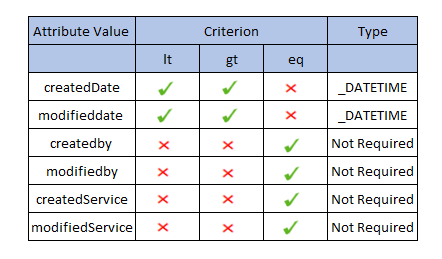 Attribute Value Criterion Type
lt gt eq
createdDate ✓ ✓ ✗ _DATETIME
modifieddate ✓ ✓ ✗ _DATETIME
createdby ✗ ✗ ✓ Not Required
modifiedby ✗ ✗ ✓ Not Required
createdService ✗ ✗ ✓ Not Required
modifiedService ✗ ✗ ✓ Not Required